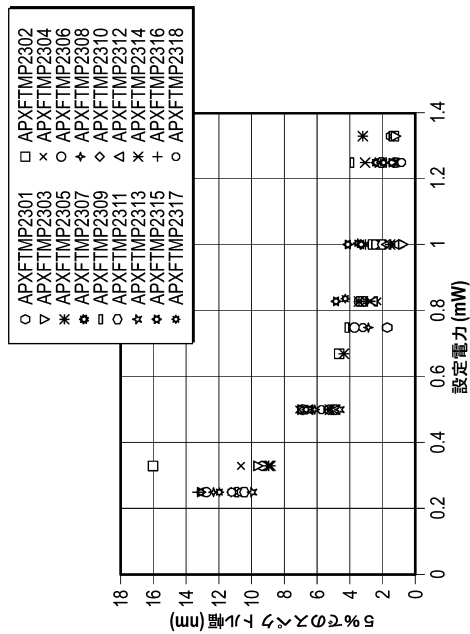 APXFTMP2301
APXFTMP2302
APXFTMP2303
APXFTMP2304
APXFTMP2305
APXFTMP2306
APXFTMP2307
APXFTMP2308
APXFTMP2309
APXFTMP2310
APXFTMP2311
APXFTMP2312
APXFTMP2313
APXFTMP2314
APXFTMP2315
APXFTMP2316
APXFTMP2317
APXFTMP2318
5%でのスペクトル幅 (nm)
18
16
14
12
10
8
6
4
2
0
0
0.2
0.4
0.6
0.8
1
1.2
1.4
設定電力 (mW)